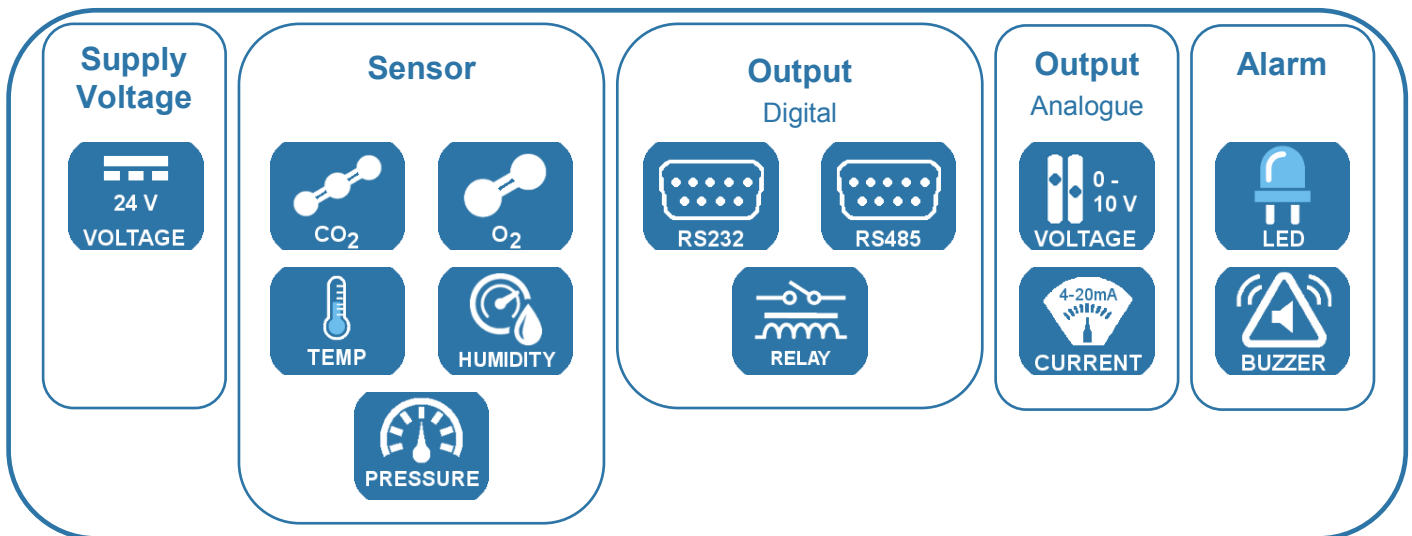 Supply
Voltage
24 V
VOLTAGE
Sensor
CO₂
O₂
TEMP
HUMIDITY
PRESSURE
Output
Digital
RS232
RS485
RELAY
Output
Analogue
0 -
10 V
VOLTAGE
4-20mA
CURRENT
Alarm
LED
BUZZER